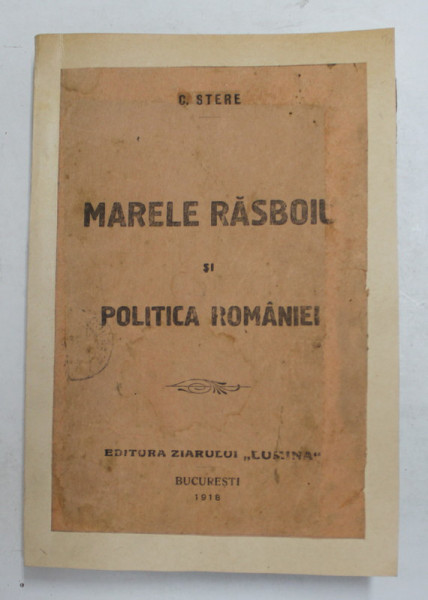 C. STERE
MARELE RĂSBOIU
ȘI
POLITICA ROMÂNIEI
EDITURA ZIARULUI „LUMINA“
BUCUREȘTI
1918